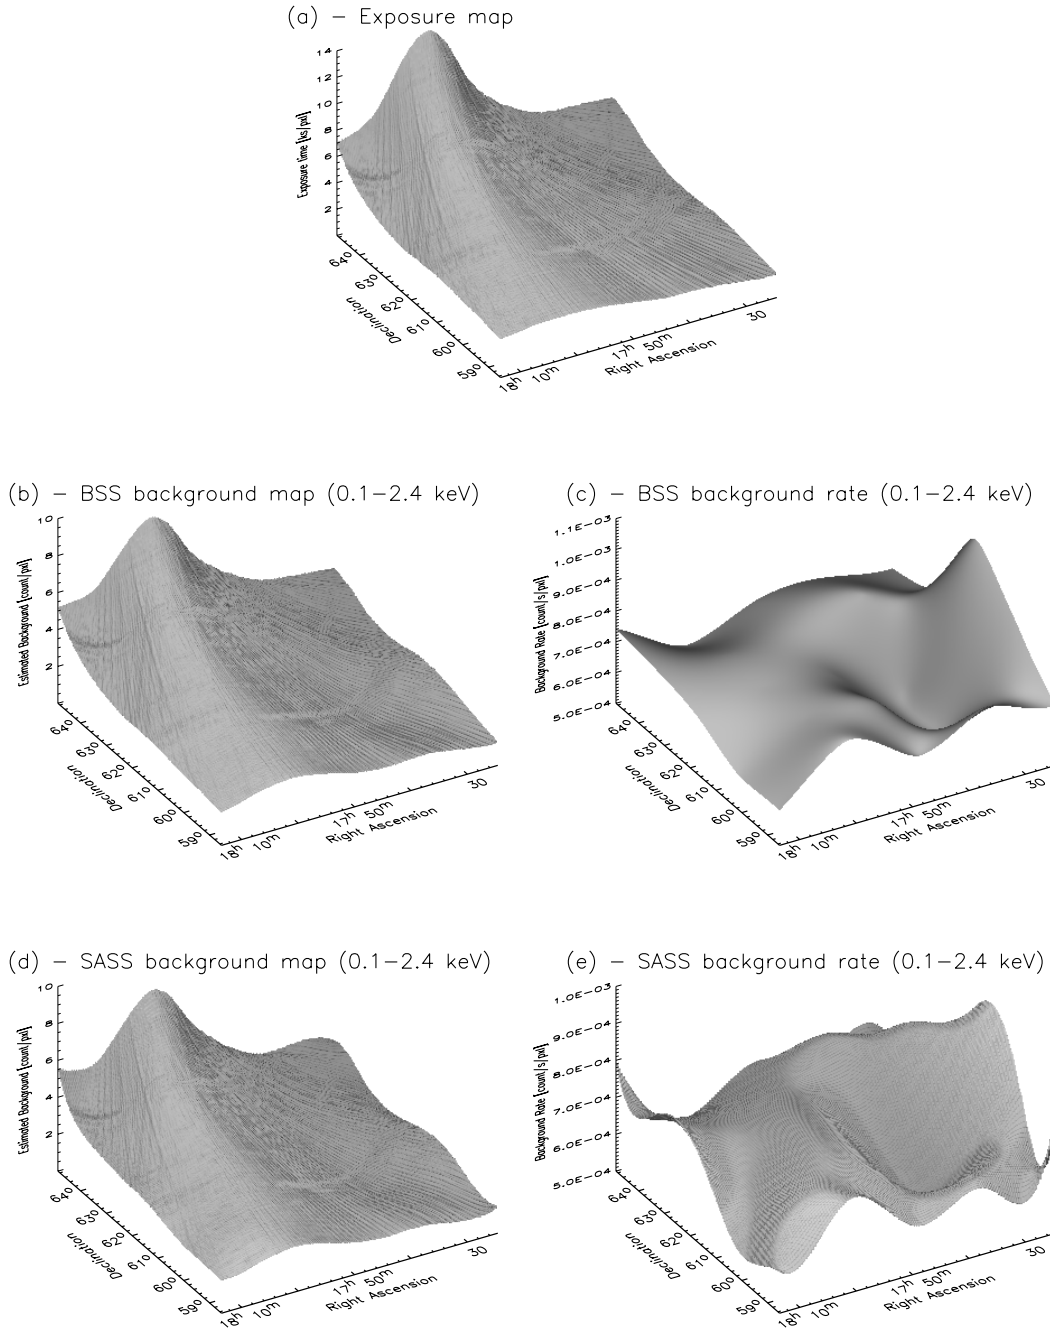 (a) – Exposure map
14
12
10
8
6
4
2
Exposure time [ks/pxl]
64°
63°
62°
61°
60°
59°
Declination
18h 10m 17h 50m 30
Right Ascension
(b) – BSS background map (0.1–2.4 keV)
10
8
6
4
2
Estimated Background [count/pxl]
64°
63°
62°
61°
60°
59°
Declination
18h 10m 17h 50m 30
Right Ascension
(c) – BSS background rate (0.1–2.4 keV)
1.1E–03
1.0E–03
9.0E–04
8.0E–04
7.0E–04
6.0E–04
5.0E–04
Background Rate [count/s/pxl]
64°
63°
62°
61°
60°
59°
Declination
18h 10m 17h 50m 30
Right Ascension
(d) – SASS background map (0.1–2.4 keV)
10
8
6
4
2
Estimated Background [count/pxl]
64°
63°
62°
61°
60°
59°
Declination
18h 10m 17h 50m 30
Right Ascension
(e) – SASS background rate (0.1–2.4 keV)
1.0E–03
9.0E–04
8.0E–04
7.0E–04
6.0E–04
5.0E–04
Background Rate [count/s/pxl]
64°
63°
62°
61°
60°
59°
Declination
18h 10m 17h 50m 30
Right Ascension